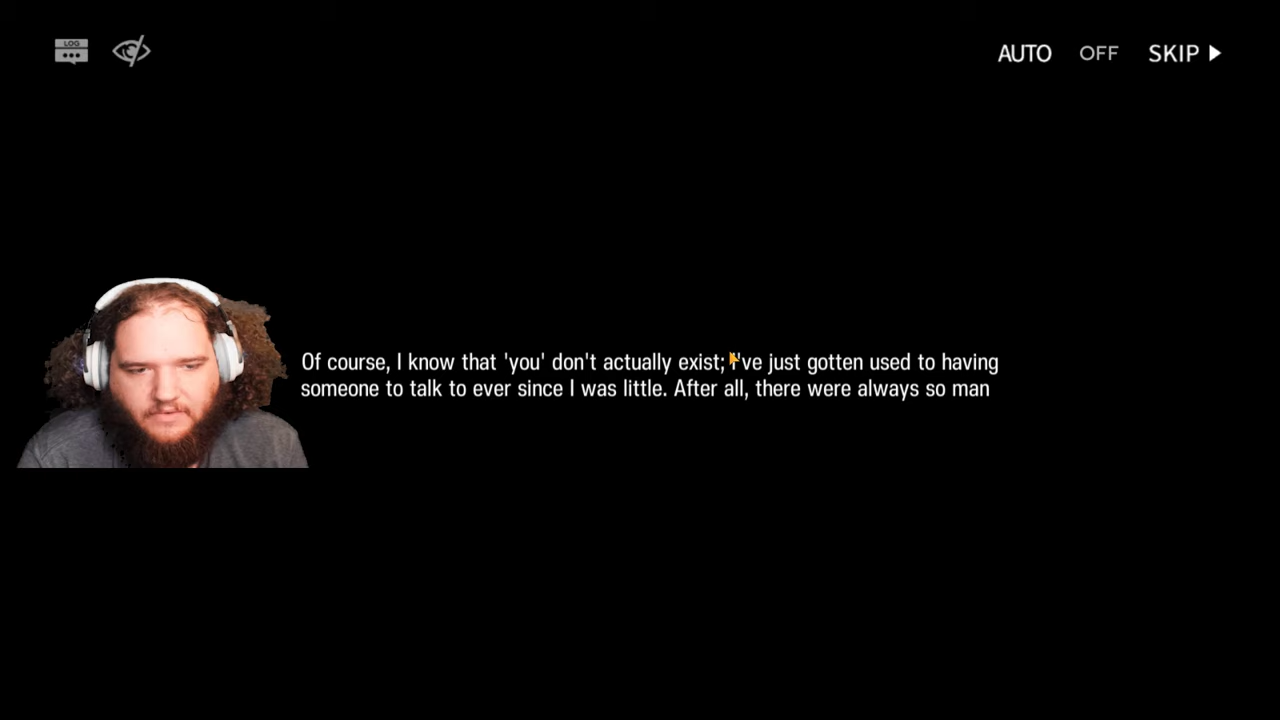 LOG
AUTO OFF SKIP
Of course, I know that 'you' don't actually exist; I've just gotten used to having
someone to talk to ever since I was little. After all, there were always so man